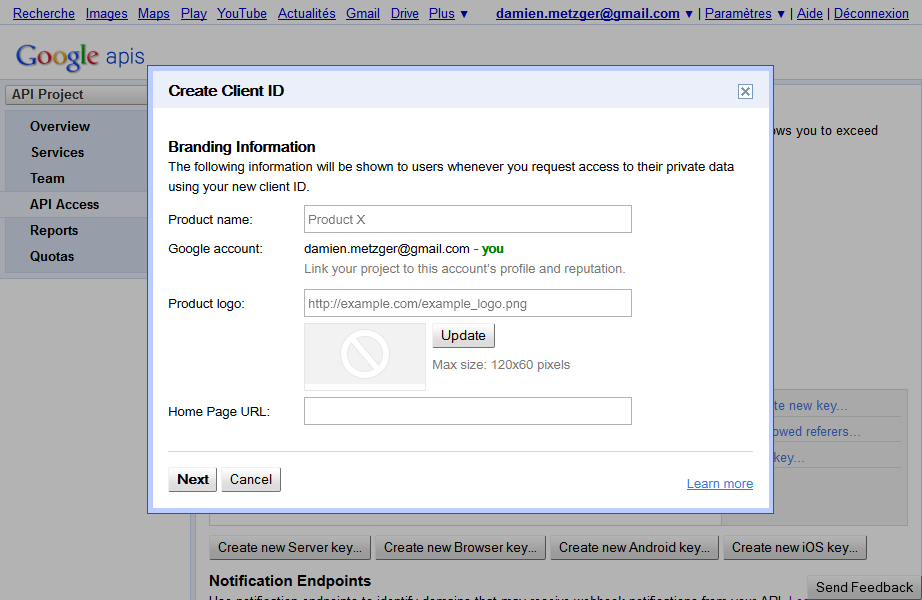 Recherche Images Maps Play YouTube Actualités Gmail Drive Plus ▼ damien.metzger@gmail.com ▼ | Paramètres ▼ | Aide | Déconnexion
Google apis
API Project
Overview
Services
Team
API Access
Reports
Quotas
Create Client ID
Branding Information
The following information will be shown to users whenever you request access to their private data
using your new client ID.
Product name: Product X
Google account: damien.metzger@gmail.com - you
Link your project to this account's profile and reputation.
Product logo: http://example.com/example_logo.png
Update
Max size: 120x60 pixels
Home Page URL:
Next Cancel
Learn more
you to exceed
new key...
referers...
key...
Create new Server key... Create new Browser key... Create new Android key... Create new iOS key...
Notification Endpoints
Send Feedback